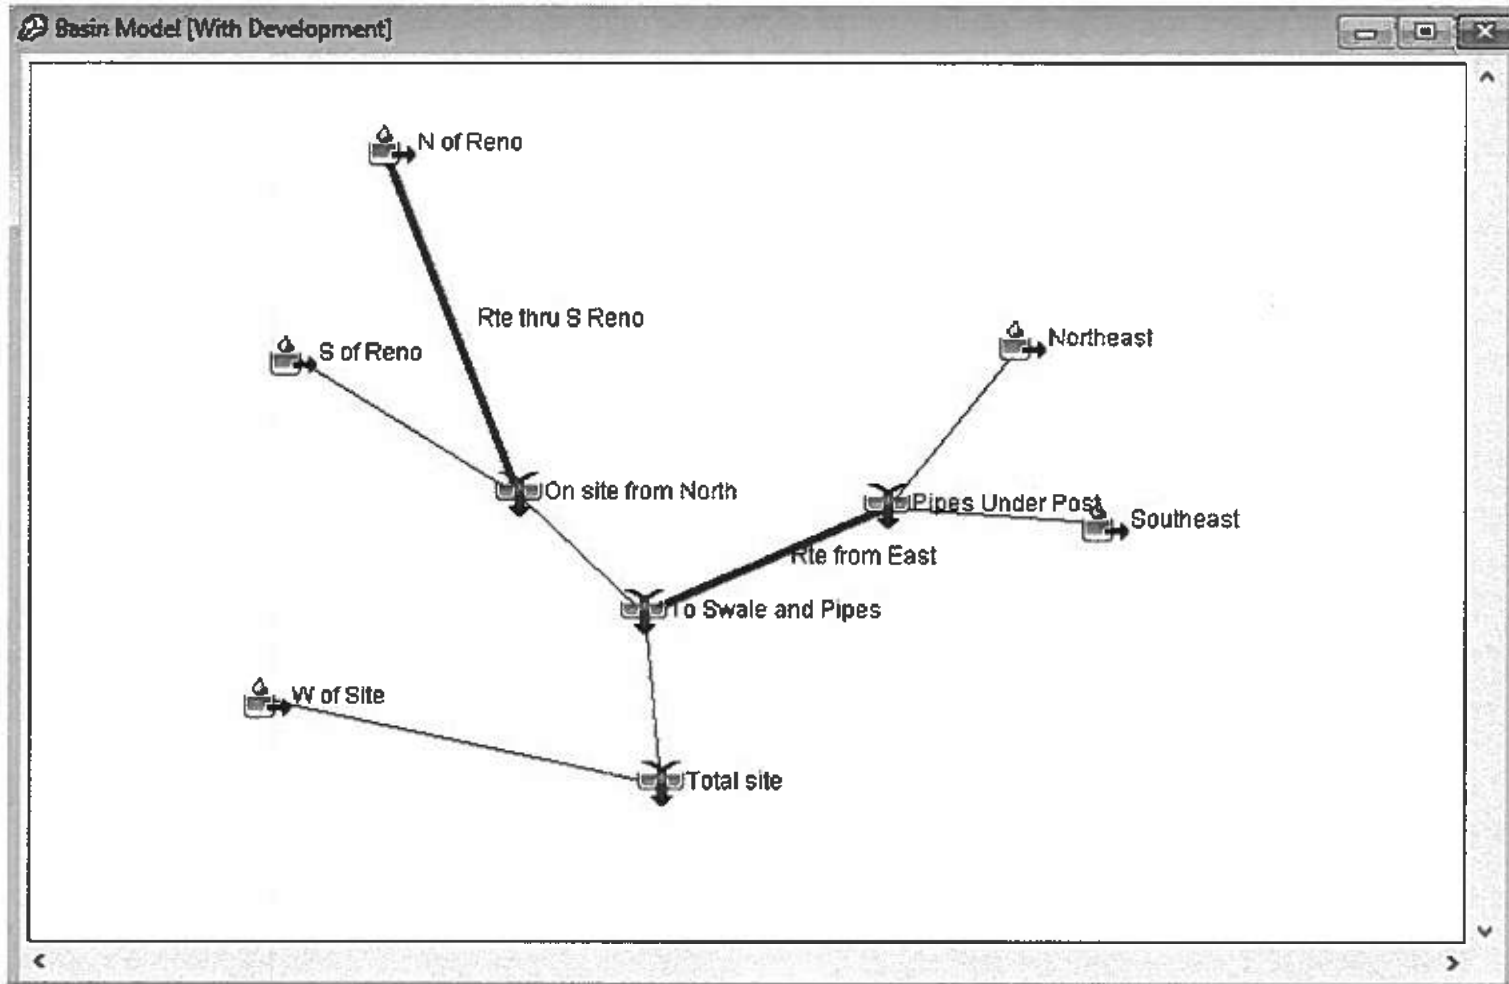 Basin Model [With Development]
N of Reno
Rte thru S Reno
S of Reno
Northeast
On site from North
Pipes Under Post
Southeast
Rte from East
To Swale and Pipes
W of Site
Total site